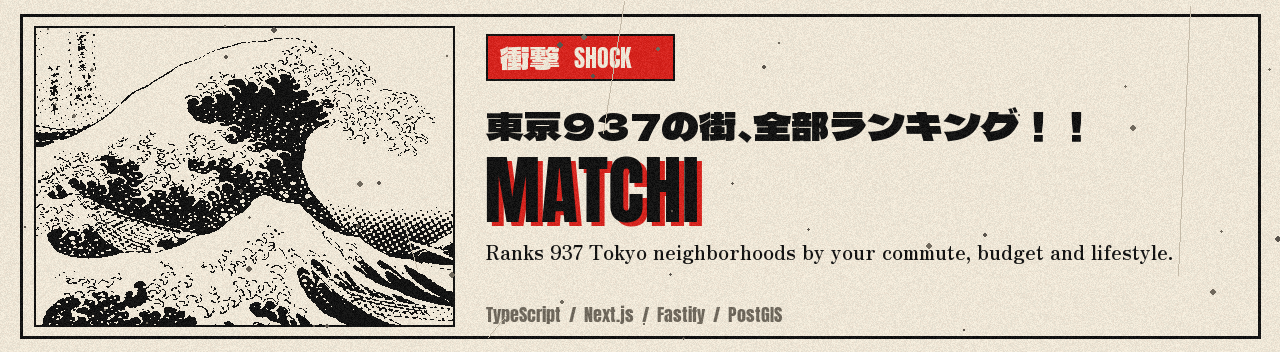 衝撃 SHOCK
東京937の街、全部ランキング！！
MATCHI
Ranks 937 Tokyo neighborhoods by your commute, budget and lifestyle.
TypeScript / Next.js / Fastify / PostGIS